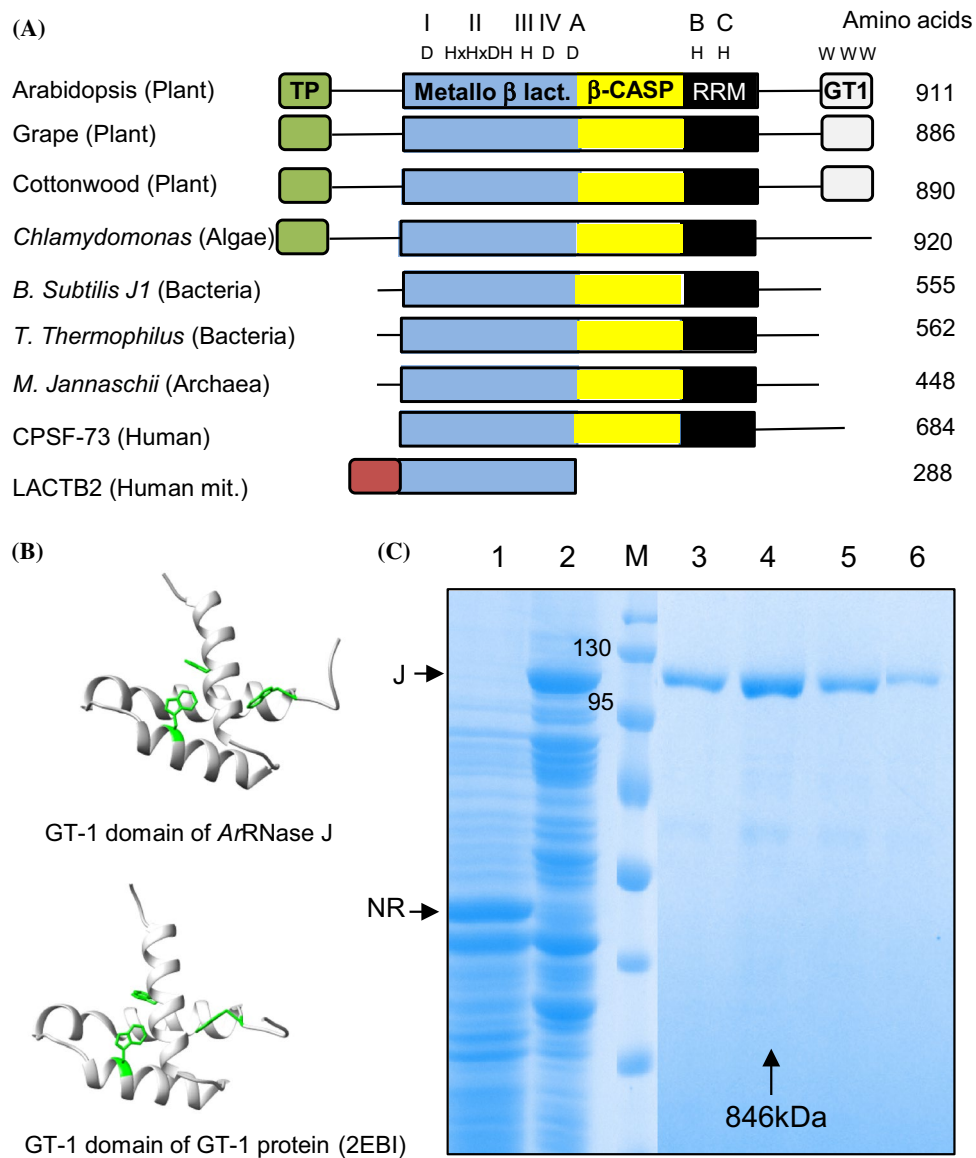 (A)
I II III IV A B C Amino acids
D HxHxDH H D D H H W W W
Arabidopsis (Plant) TP Metallo β lact. β-CASP RRM GT1 911
Grape (Plant) 886
Cottonwood (Plant) 890
Chlamydomonas (Algae) 920
B. Subtilis J1 (Bacteria) 555
T. Thermophilus (Bacteria) 562
M. Jannaschii (Archaea) 448
CPSF-73 (Human) 684
LACTB2 (Human mit.) 288
(B)
GT-1 domain of ArRNase J
GT-1 domain of GT-1 protein (2EBI)
(C)
1 2 M 3 4 5 6
130
J
95
NR
846kDa